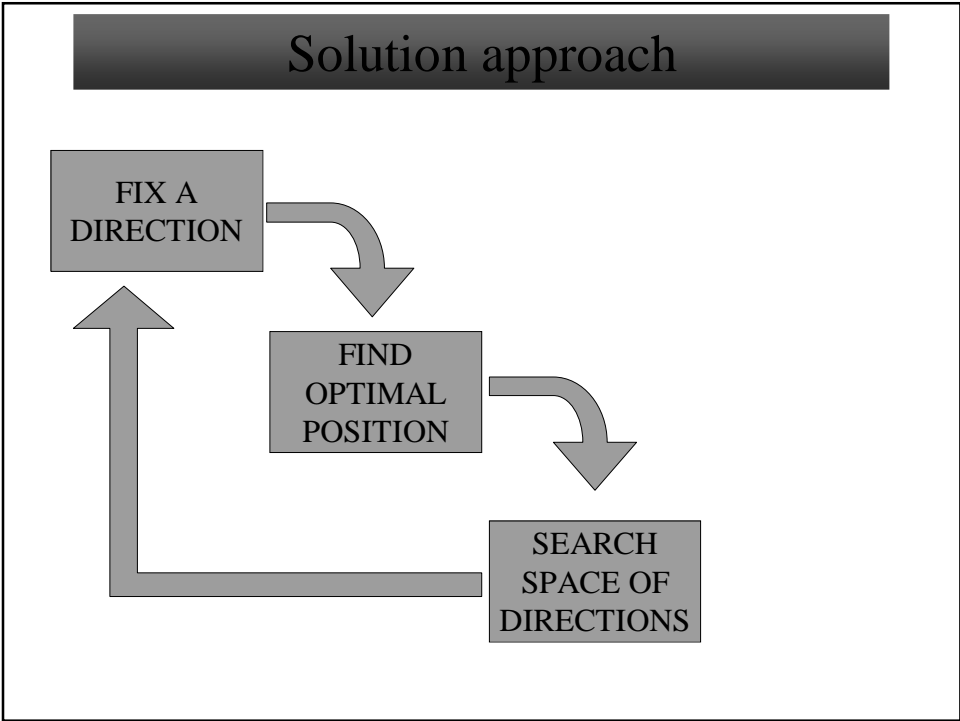 Solution approach
FIX A
DIRECTION
FIND
OPTIMAL
POSITION
SEARCH
SPACE OF
DIRECTIONS